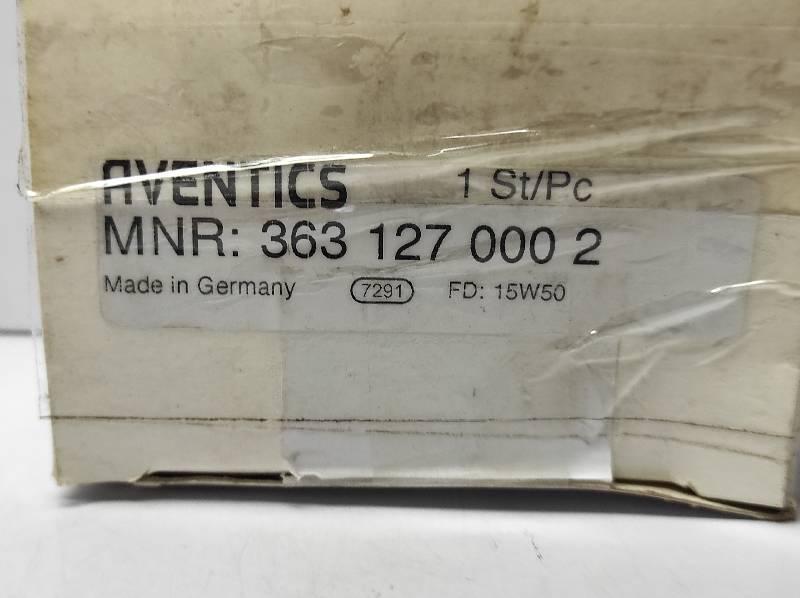 AVENTICS 1 St/Pc
MNR: 363 127 000 2
Made in Germany 7291 FD: 15W50